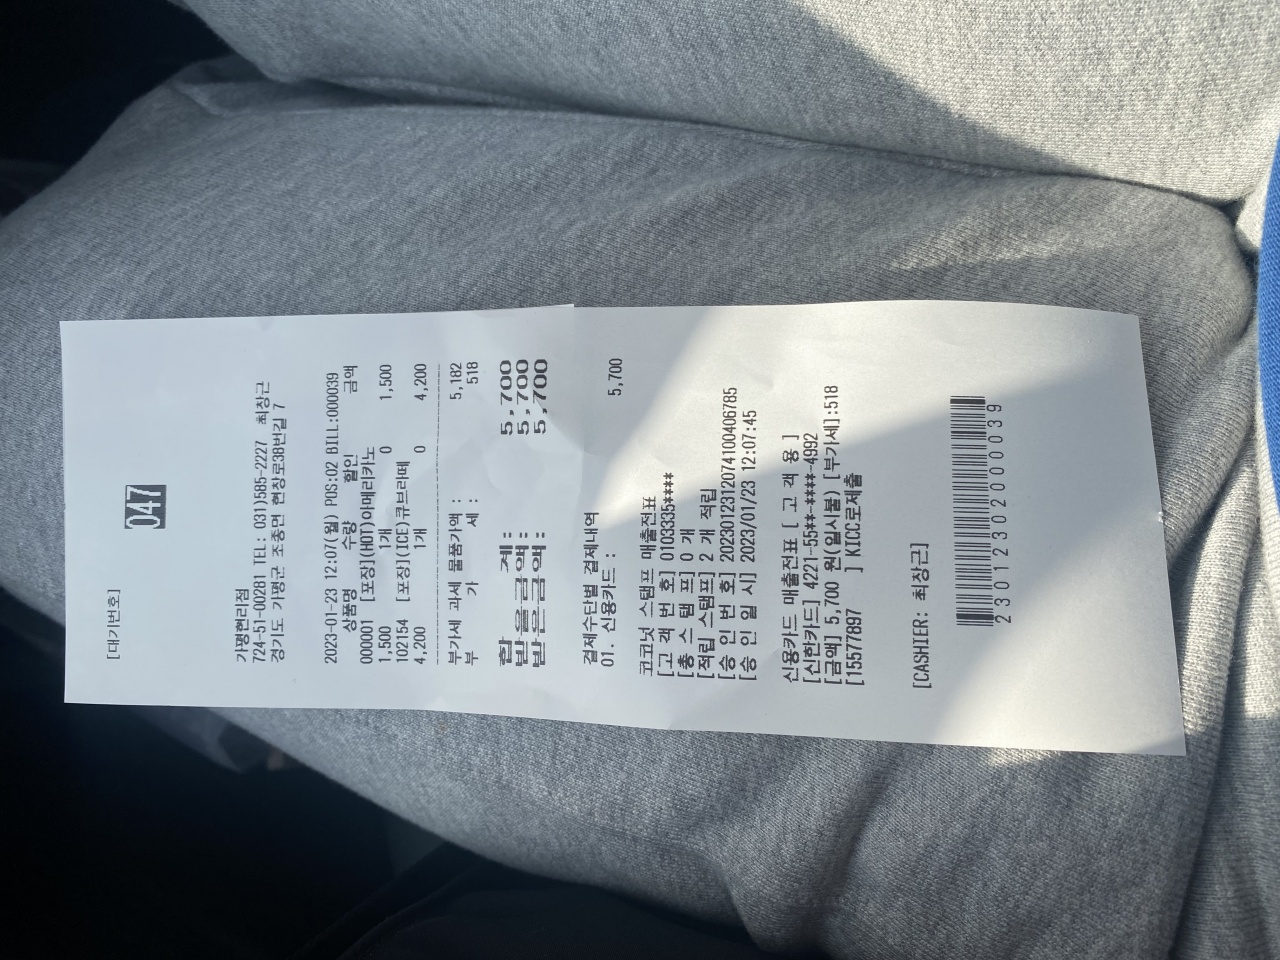 [대기번호]
047
가평현리점
724-51-00281 TEL: 031)585-2227 최창근
경기도 가평군 조종면 현창로38번길 7
2023-01-23 12:07(월) POS:02 BILL:000039
상품명 수량 할인 금액
000001 [포장](HOT)아메리카노
1,500 1개 0 1,500
102154 [포장](ICE)큐브라떼
4,200 1개 0 4,200
부가세 과세 물품가액 : 5,182
부 가 세 : 518
합 계: 5,700
받을금액: 5,700
받은금액: 5,700
결제수단별 결제내역
01. 신용카드 : 5,700
코코넛 스탬프 매출전표
[고 객 번 호] 0103335****
[총 스 탬 프] 0 개
[적립 스탬프] 2 개 적립
[승 인 번 호] 20230123120741004067​85
[승 인 일 시] 2023/01/23 12:07:45
신용카드 매출전표 [ 고 객 용 ]
[신한카드] 4221-55**-****-4992
[금액] 5,700 원(일시불) [부가세]:518
[15577897 ] KICC로제출
[CASHIER: 최창근]
2301230200003​9